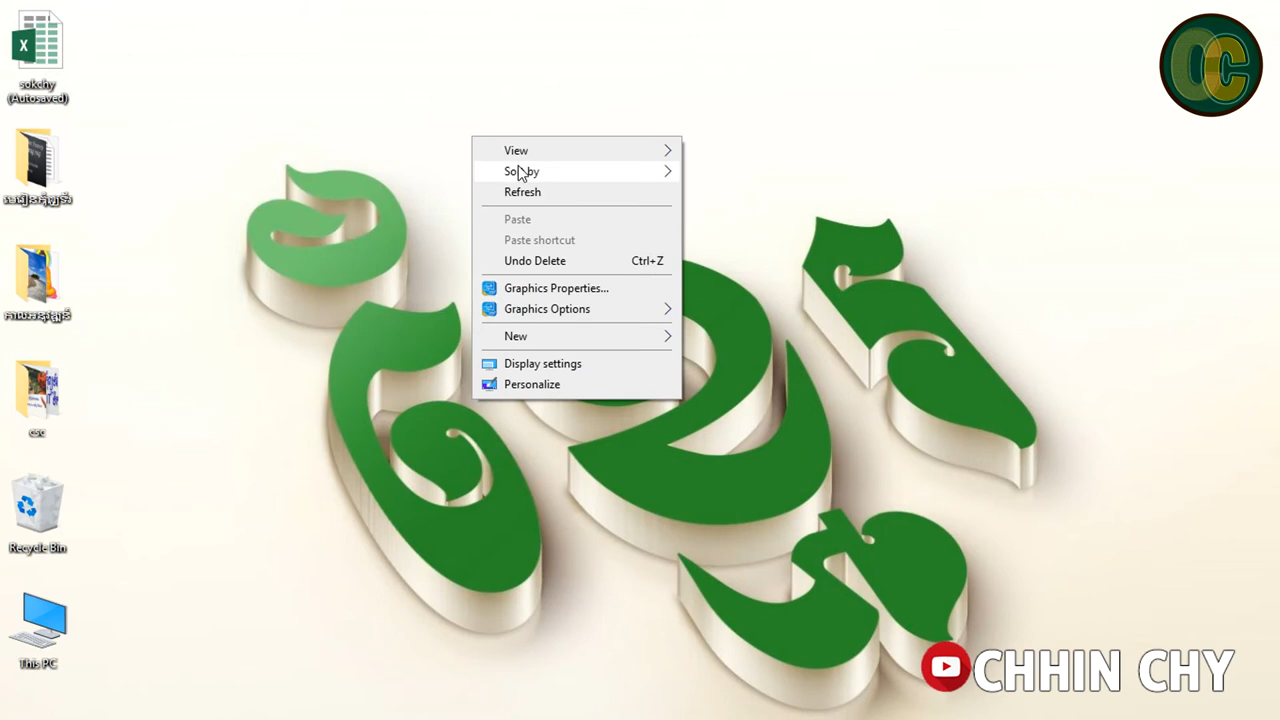 sokchy
(Autosaved)
csc
Recycle Bin
This PC
View
Sort by
Refresh
Paste
Paste shortcut
Undo Delete Ctrl+Z
Graphics Properties...
Graphics Options
New
Display settings
Personalize
CHHIN CHY